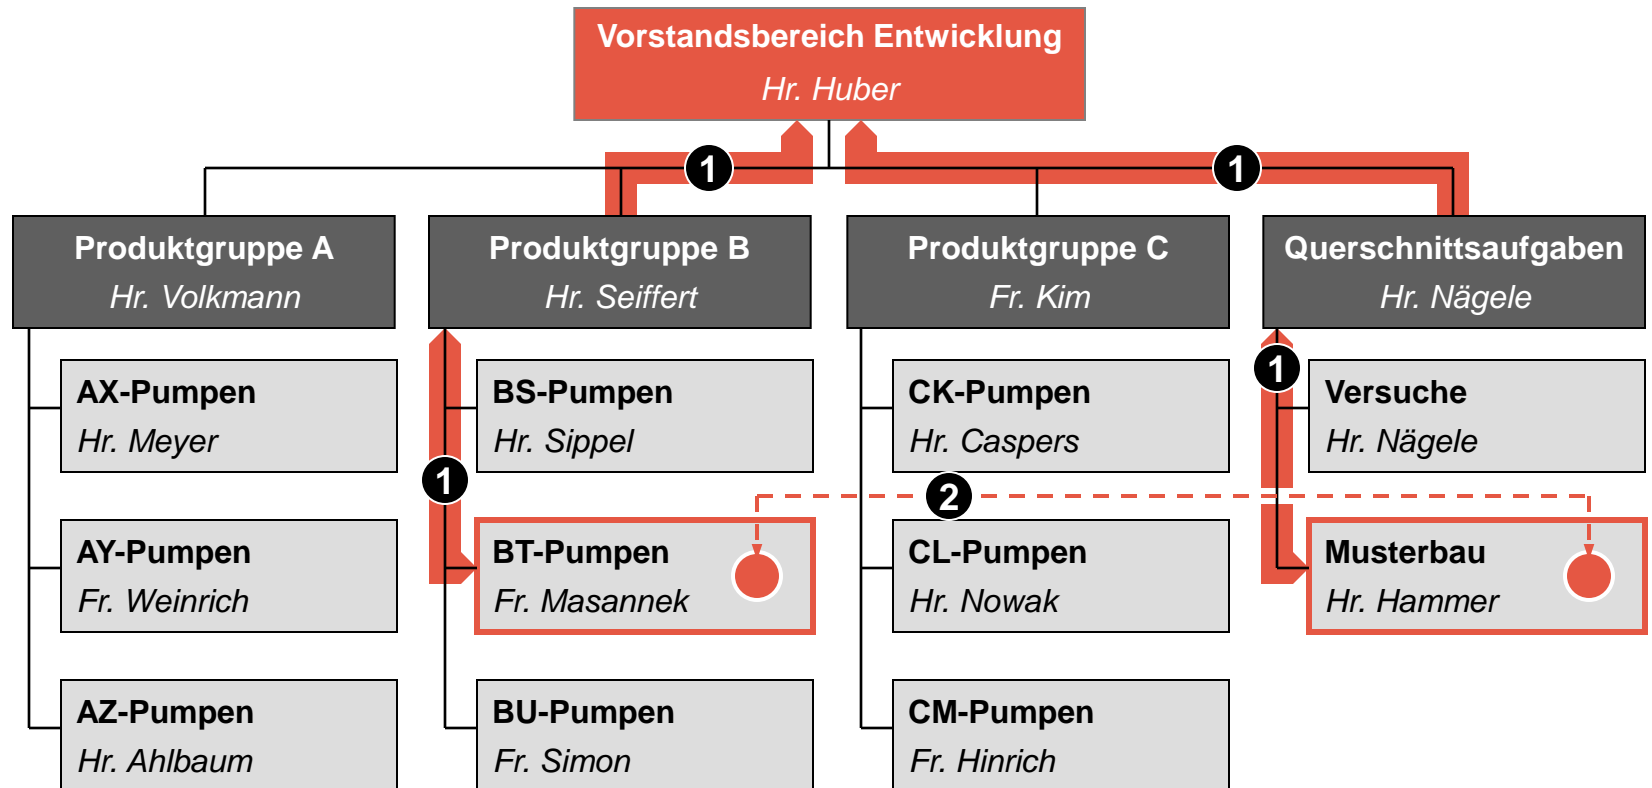 Vorstandsbereich Entwicklung
Hr. Huber
1
1
Produktgruppe A
Hr. Volkmann
Produktgruppe B
Hr. Seiffert
Produktgruppe C
Fr. Kim
Querschnittsaufgaben
Hr. Nägele
AX-Pumpen
Hr. Meyer
BS-Pumpen
Hr. Sippel
CK-Pumpen
Hr. Caspers
1
Versuche
Hr. Nägele
1
2
AY-Pumpen
Fr. Weinrich
BT-Pumpen
Fr. Masannek
CL-Pumpen
Hr. Nowak
Musterbau
Hr. Hammer
AZ-Pumpen
Hr. Ahlbaum
BU-Pumpen
Fr. Simon
CM-Pumpen
Fr. Hinrich